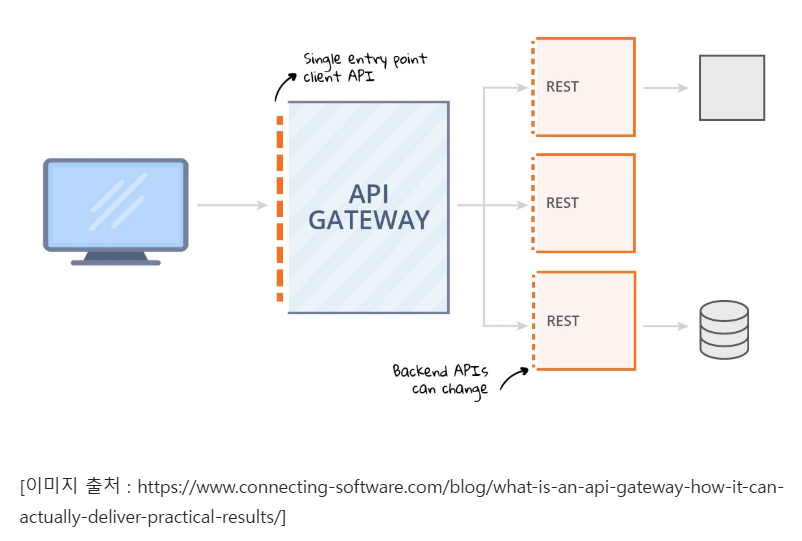 Single entry point
client API
API
GATEWAY
REST
REST
REST
Backend APIs
can change
[이미지 출처 : https://www.connecting-software.com/blog/what-is-an-api-gateway-how-it-can-
actually-deliver-practical-results/]